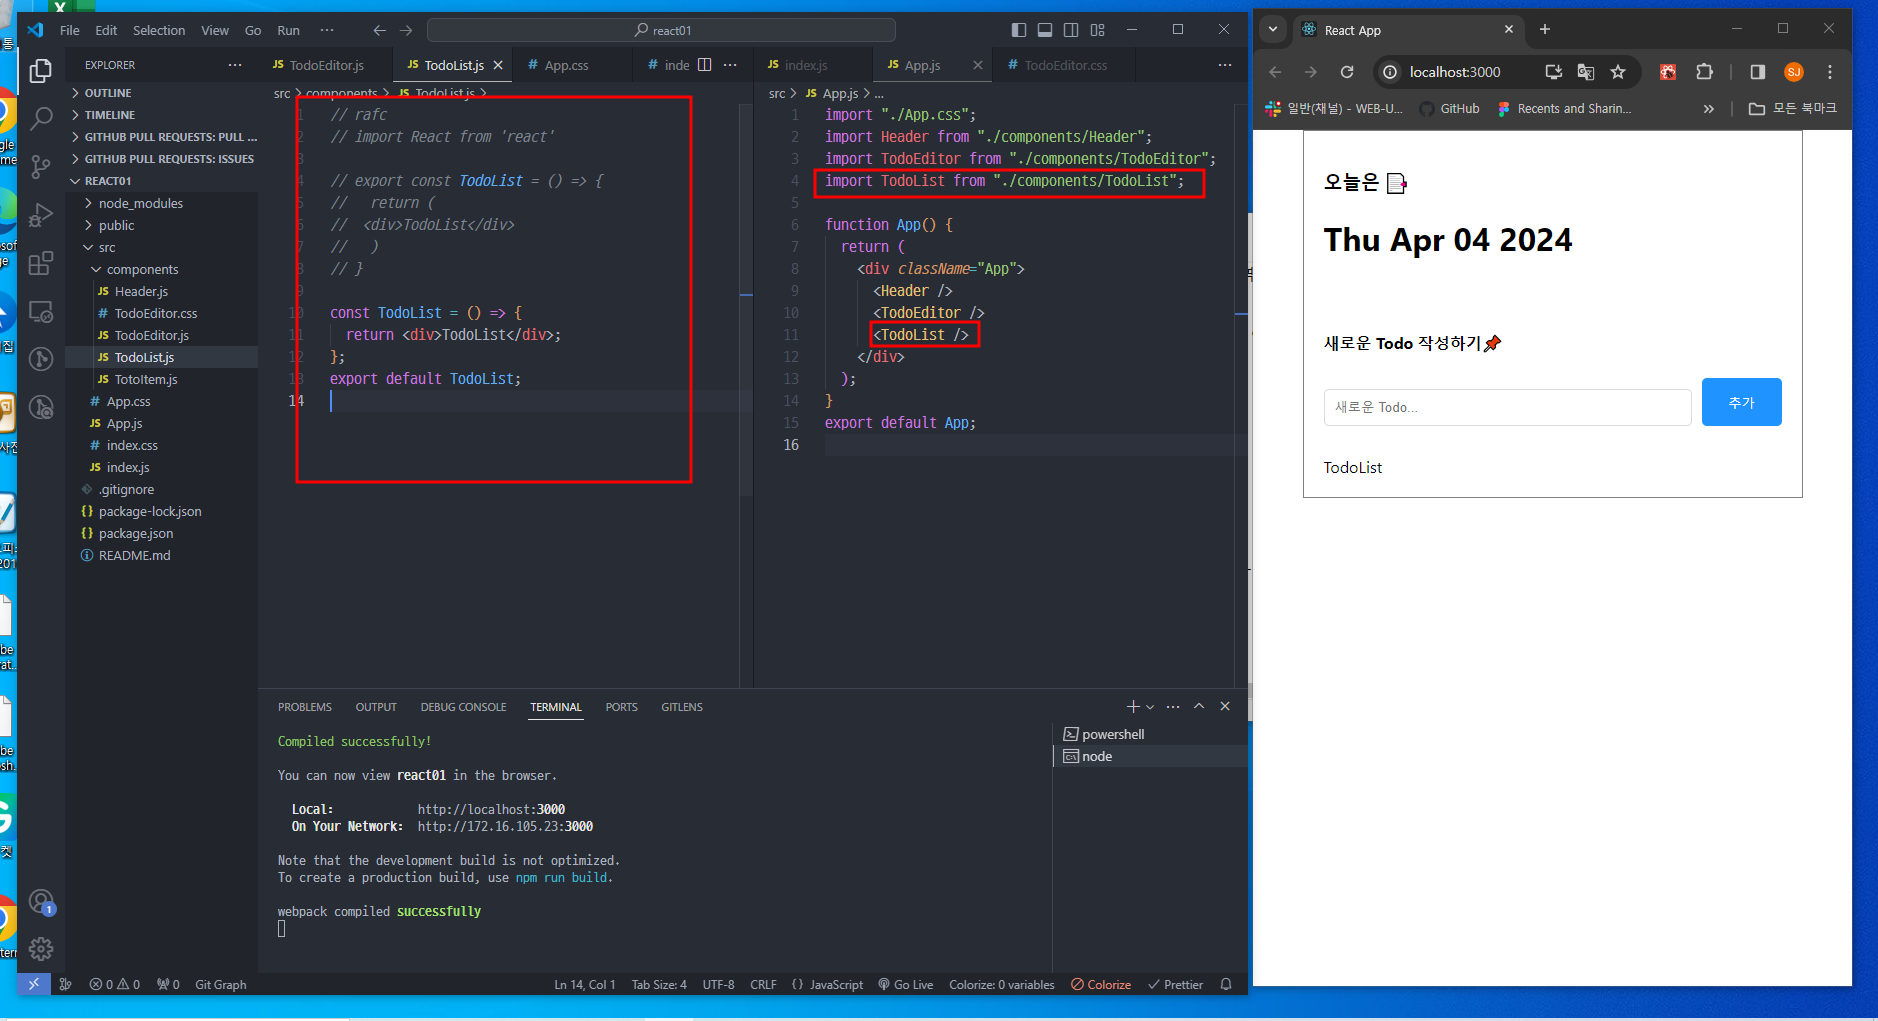 File Edit Selection View Go Run ··· react01
EXPLORER ···
OUTLINE
TIMELINE
GITHUB PULL REQUESTS: PULL ...
GITHUB PULL REQUESTS: ISSUES
REACT01
node_modules
public
src
components
JS Header.js
# TodoEditor.css
JS TodoEditor.js
JS TodoList.js
JS TotoItem.js
# App.css
JS App.js
# index.css
JS index.js
.gitignore
{} package-lock.json
{} package.json
README.md
JS TodoEditor.js JS TodoList.js # App.css # inde ···
src > components > JS TodoList.js >
1 // rafc
2 // import React from 'react'
3
4 // export const TodoList = () => {
5 //   return (
6 //  <div>TodoList</div>
7 //   )
8 // }
9
10 const TodoList = () => {
11   return <div>TodoList</div>;
12 };
13 export default TodoList;
14
JS index.js JS App.js # TodoEditor.css ···
src > JS App.js > ...
1 import "./App.css";
2 import Header from "./components/Header";
3 import TodoEditor from "./components/TodoEditor";
4 import TodoList from "./components/TodoList";
5
6 function App() {
7   return (
8     <div className="App">
9       <Header />
10       <TodoEditor />
11       <TodoList />
12     </div>
13   );
14 }
15 export default App;
16
PROBLEMS OUTPUT DEBUG CONSOLE TERMINAL PORTS GITLENS
Compiled successfully!
You can now view react01 in the browser.
Local: http://localhost:3000
On Your Network: http://172.16.105.23:3000
Note that the development build is not optimized.
To create a production build, use npm run build.
webpack compiled successfully
powershell
node
1
0 0 0 Git Graph Ln 14, Col 1 Tab Size: 4 UTF-8 CRLF {} JavaScript Go Live Colorize: 0 variables Colorize Prettier
React App
localhost:3000 SJ
일반(채널) - WEB-U... GitHub Recents and Sharin... » 모든 북마크
오늘은
Thu Apr 04 2024
새로운 Todo 작성하기
새로운 Todo... 추가
TodoList